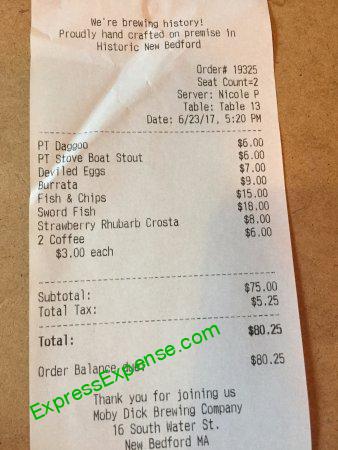 We're brewing history!
Proudly hand crafted on premise in
Historic New Bedford
Order# 19325
Seat Count=2
Server: Nicole P
Table: Table 13
Date: 6/23/17, 5:20 PM
PT Daggoo $6.00
PT Stove Boat Stout $6.00
Deviled Eggs $7.00
Burrata $9.00
Fish & Chips $15.00
Sword Fish $18.00
Strawberry Rhubarb Crosta $8.00
2 Coffee $6.00
$3.00 each
Subtotal: $75.00
Total Tax: $5.25
Total: $80.25
Order Balance due: $80.25
ExpressExpense.com
Thank you for joining us
Moby Dick Brewing Company
16 South Water St.
New Bedford MA